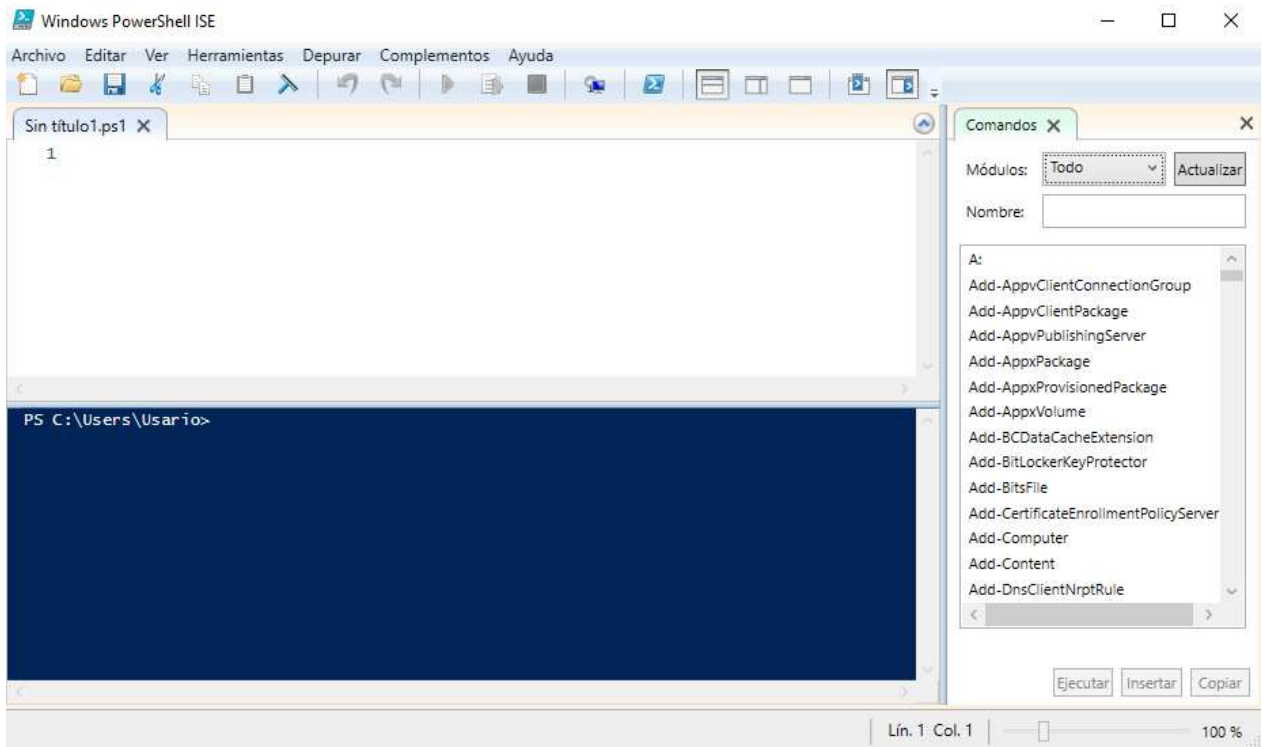 Windows PowerShell ISE
Archivo Editar Ver Herramientas Depurar Complementos Ayuda
Sin título1.ps1
1
PS C:\Users\Usario>
Comandos
Módulos: Todo Actualizar
Nombre:
A:
Add-AppvClientConnectionGroup
Add-AppvClientPackage
Add-AppvPublishingServer
Add-AppxPackage
Add-AppxProvisionedPackage
Add-AppxVolume
Add-BCDataCacheExtension
Add-BitLockerKeyProtector
Add-BitsFile
Add-CertificateEnrollmentPolicyServer
Add-Computer
Add-Content
Add-DnsClientNrptRule
Ejecutar Insertar Copiar
Lín. 1 Col. 1 100 %